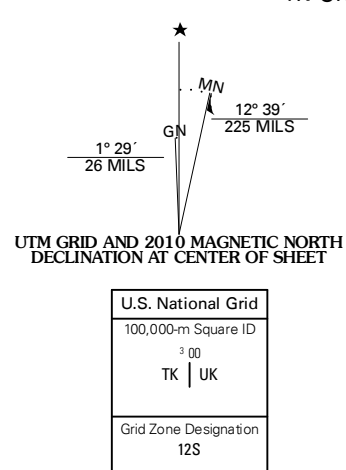 MN
GN
12° 39´
225 MILS
1° 29´
26 MILS
UTM GRID AND 2010 MAGNETIC NORTH
DECLINATION AT CENTER OF SHEET
U.S. National Grid
100,000-m Square ID
3 00
TK UK
Grid Zone Designation
12S